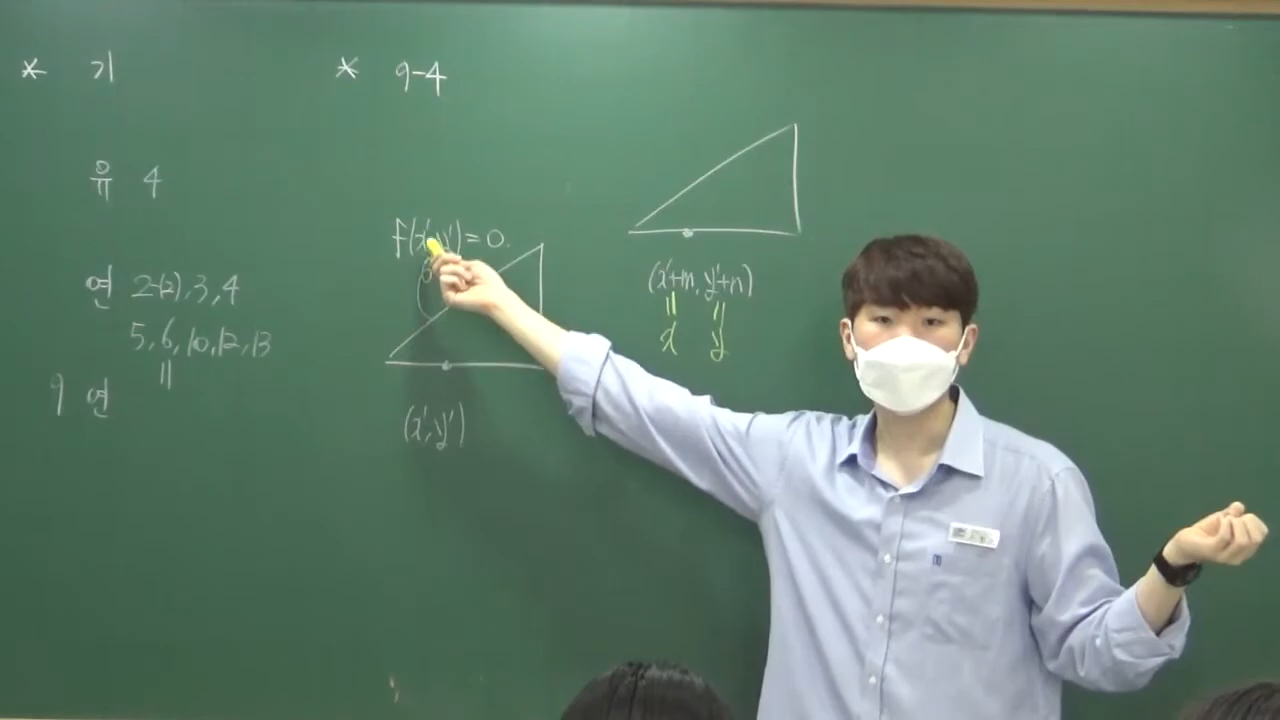 * 기
유 4
연 2-(2), 3, 4
5, 6, 10, 12, 13
9 연 11
* 9-4
f(x', y') = 0.
(x', y')
(x'+m, y'+n)
= =
x y